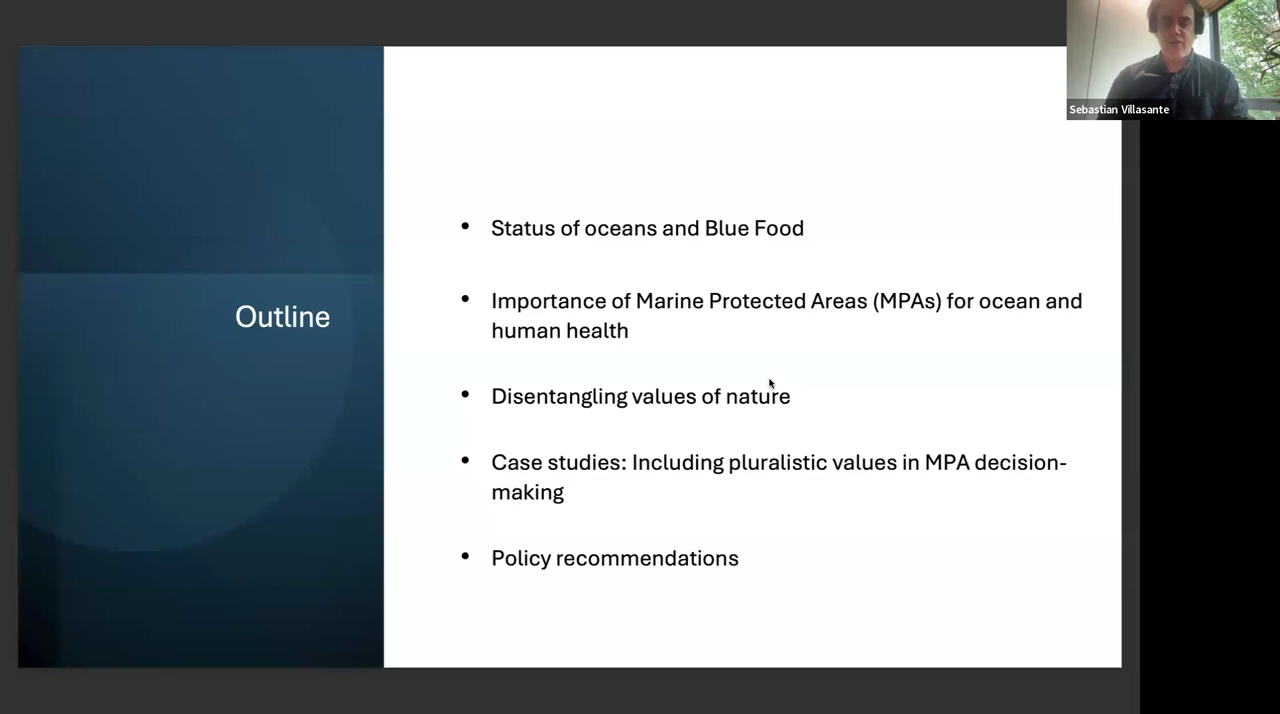 Sebastian Villasante
Outline
• Status of oceans and Blue Food
• Importance of Marine Protected Areas (MPAs) for ocean and
human health
• Disentangling values of nature
• Case studies: Including pluralistic values in MPA decision-
making
• Policy recommendations